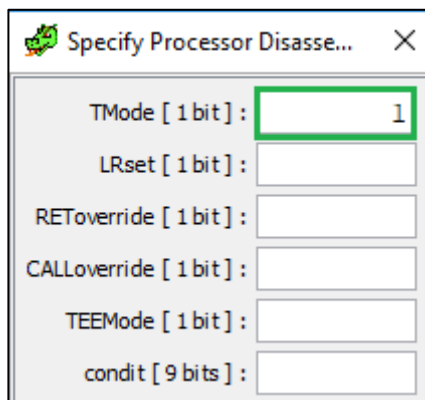 Specify Processor Disasse...
TMode [ 1 bit ] : 1
LRset [ 1 bit ] :
REToverride [ 1 bit ] :
CALLoverride [ 1 bit ] :
TEEMode [ 1 bit ] :
condit [ 9 bits ] :